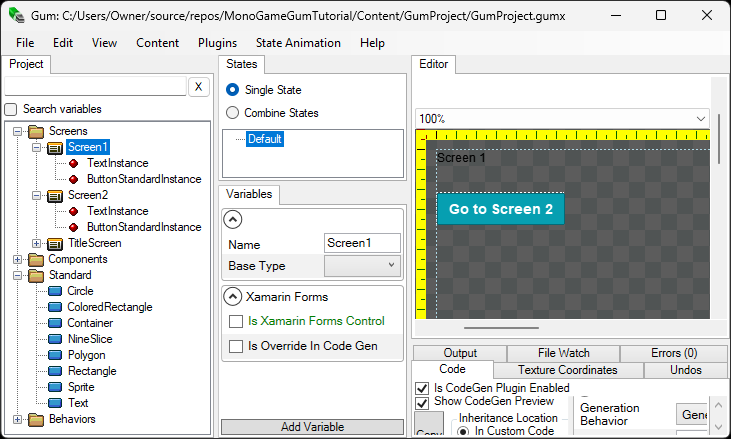 Gum: C:/Users/Owner/source/repos/MonoGameGumTutorial/Content/GumProject/GumProject.gumx
File Edit View Content Plugins State Animation Help
Project
X
Search variables
Screens
Screen1
TextInstance
ButtonStandardInstance
Screen2
TextInstance
ButtonStandardInstance
TitleScreen
Components
Standard
Circle
ColoredRectangle
Container
NineSlice
Polygon
Rectangle
Sprite
Text
Behaviors
States
Single State
Combine States
Default
Variables
Name Screen1
Base Type
Xamarin Forms
Is Xamarin Forms Control
Is Override In Code Gen
Add Variable
Editor
100%
Screen 1
Go to Screen 2
Output File Watch Errors (0)
Code Texture Coordinates Undos
Is CodeGen Plugin Enabled
Show CodeGen Preview
Inheritance Location
In Custom Code
Generation
Behavior